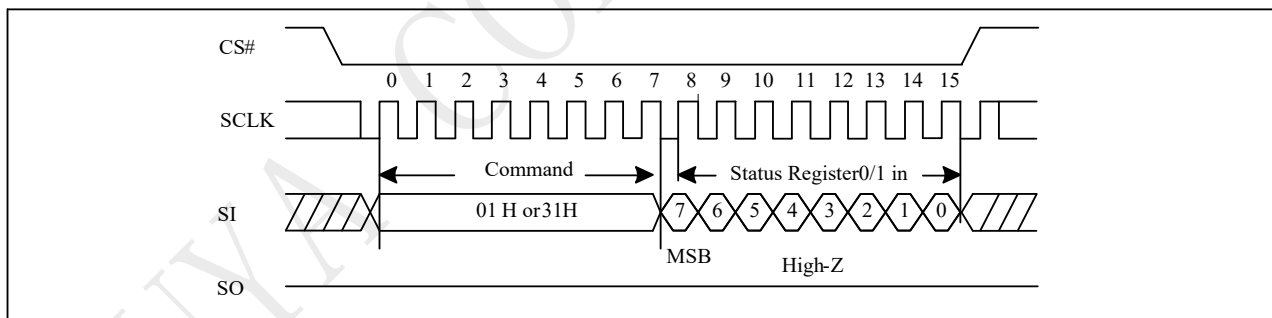 CS#
0 1 2 3 4 5 6 7 8 9 10 11 12 13 14 15
SCLK
Command Status Register0/1 in
SI 01 H or31H 7 6 5 4 3 2 1 0
MSB
High-Z
SO